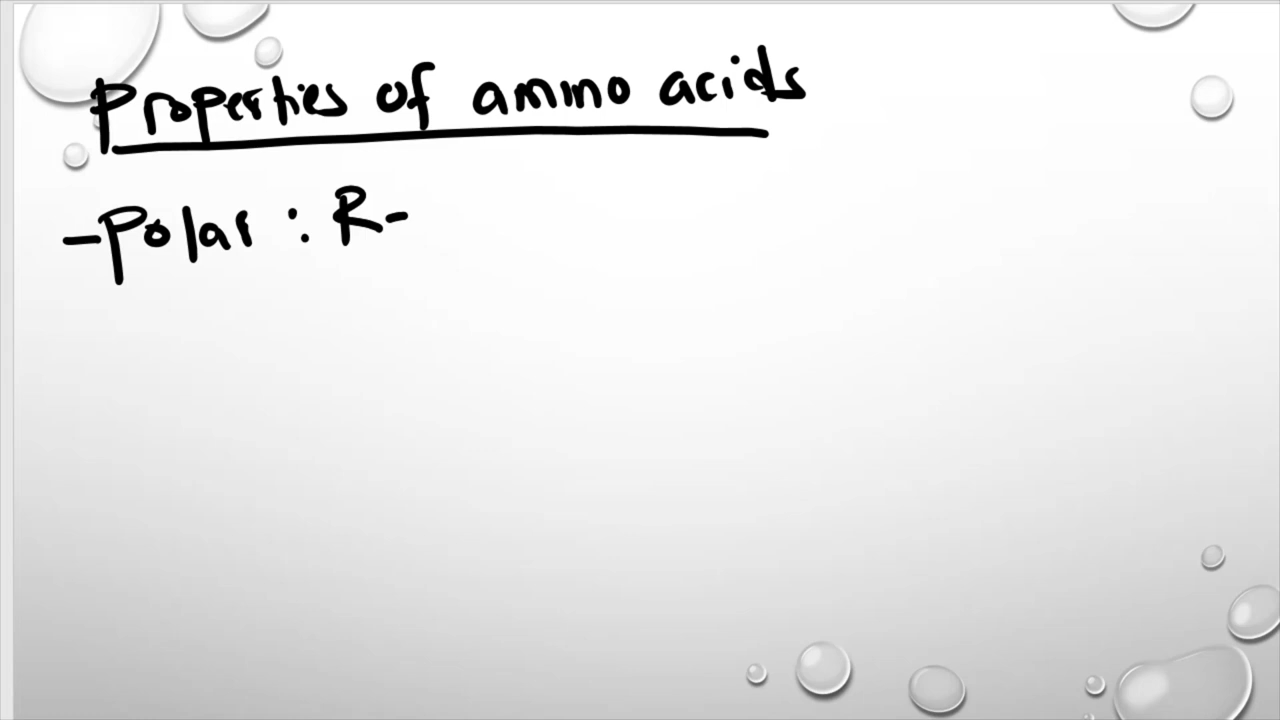 Properties of amino acids
- Polar : R-